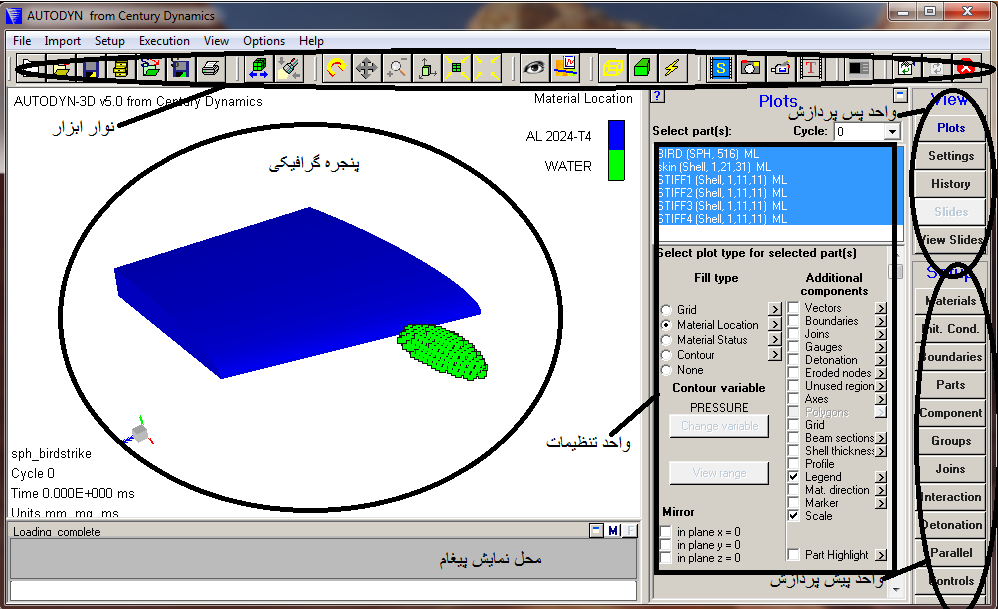 AUTODYN from Century Dynamics
File Import Setup Execution View Options Help
AUTODYN-3D v5.0 from Century Dynamics
نوار ابزار
Material Location
AL 2024-T4
WATER
پنجره گرافیکی
sph_birdstrike
Cycle 0
Time 0.000E+000 ms
Units mm, mg, ms
Loading complete
M
محل نمایش پیغام
? Plots
واحد پس پردازش
Select part(s): Cycle: 0
BIRD (SPH, 516) ML
skin (Shell, 1,21,31) ML
STIFF1 (Shell, 1,11,11) ML
STIFF2 (Shell, 1,11,11) ML
STIFF3 (Shell, 1,11,11) ML
STIFF4 (Shell, 1,11,11) ML
Select plot type for selected part(s)
Fill type
Grid
Material Location
Material Status
Contour
None
Contour variable
PRESSURE
Change variable
View range
واحد تنظیمات
Mirror
in plane x = 0
in plane y = 0
in plane z = 0
Additional
components
Vectors
Boundaries
Joins
Gauges
Detonation
Eroded nodes
Unused region
Axes
Polygons
Grid
Beam sections
Shell thickness
Profile
Legend
Mat. direction
Marker
Scale
Part Highlight
واحد پیش پردازش
View
Plots
Settings
History
Slides
View Slides
Setup
Materials
Init. Cond.
Boundaries
Parts
Component
Groups
Joins
Interaction
Detonation
Parallel
Controls